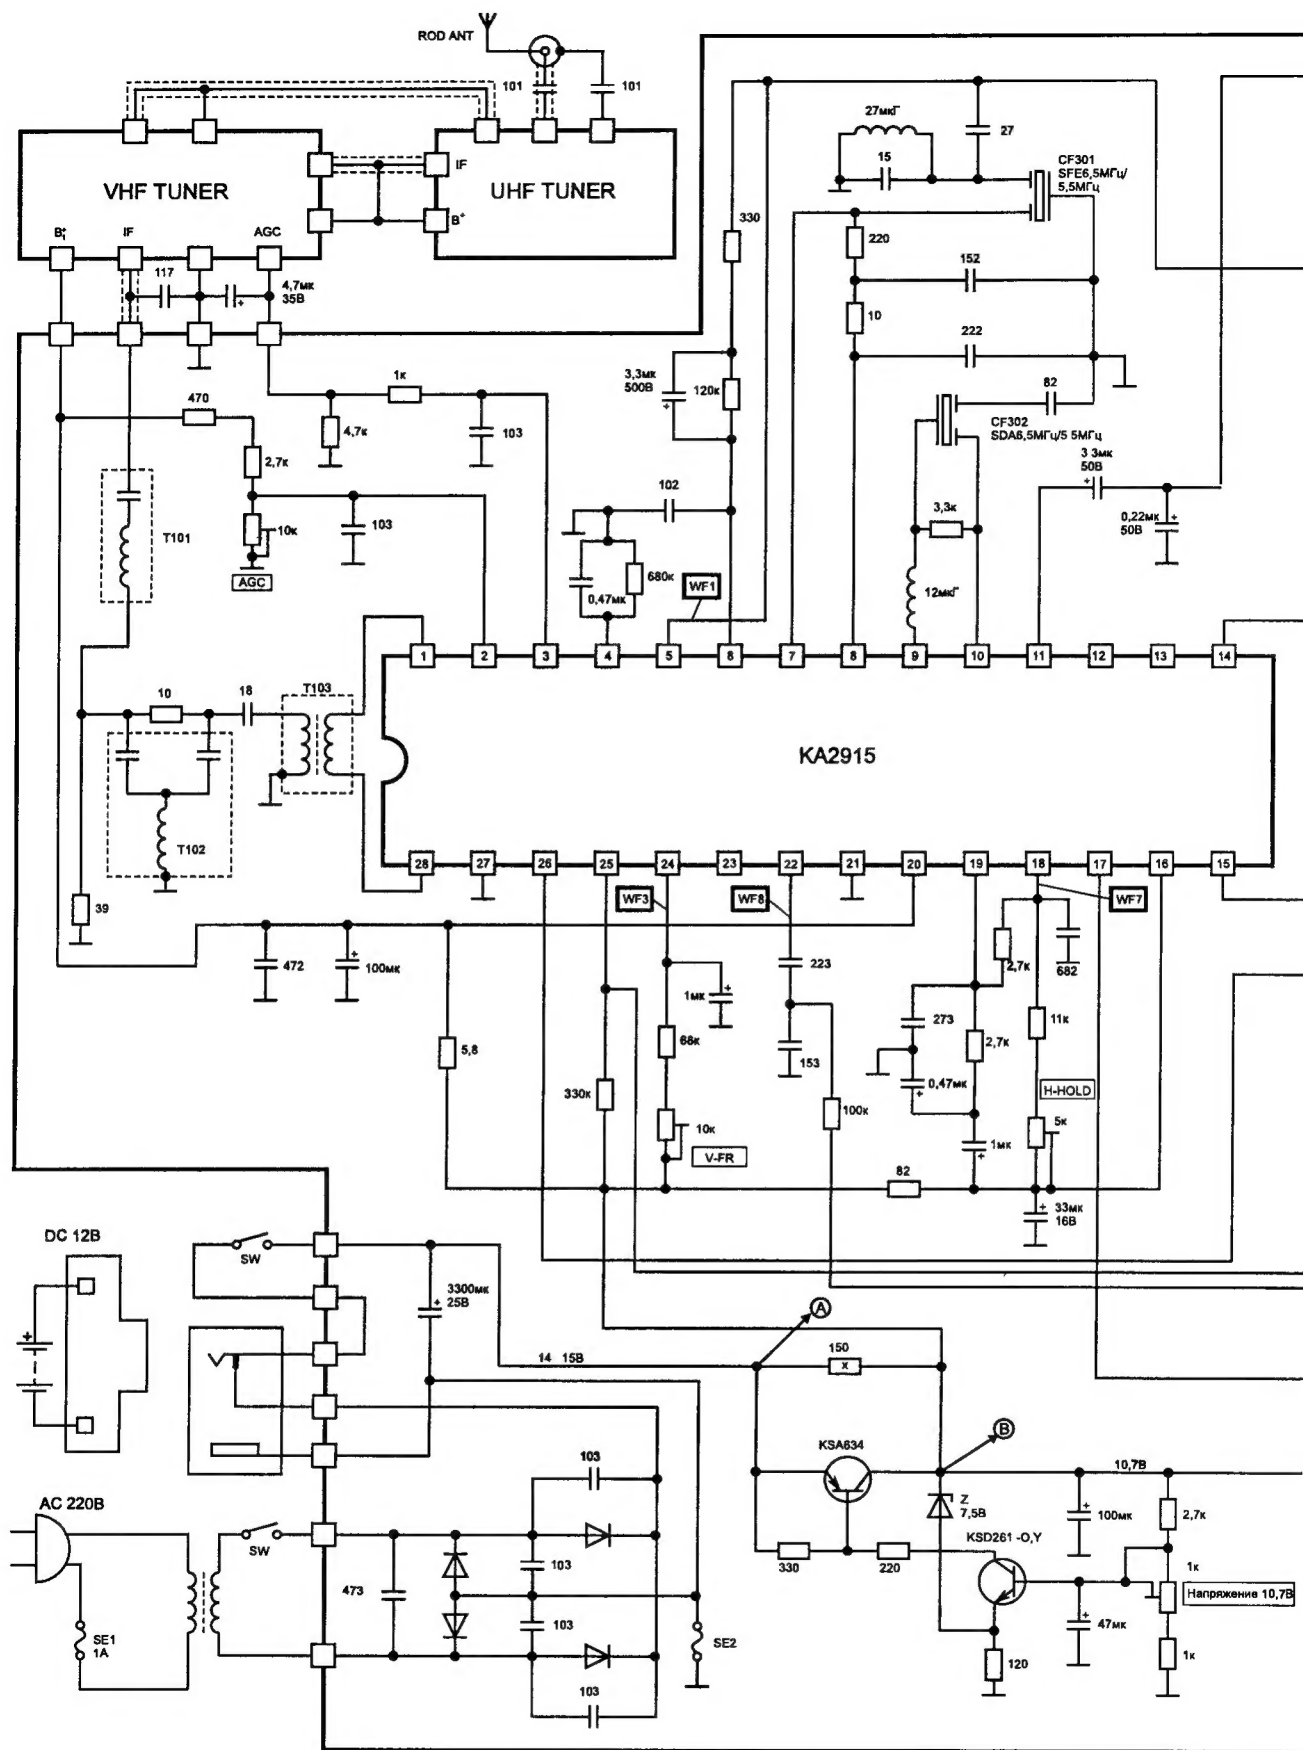 ROD ANT
101
101
VHF TUNER
IF
UHF TUNER
B⁺
B₁⁺
IF
AGC
117
4,7мк
35В
27мкГ
15
27
CF301
SFE6,5МГц/
5,5МГц
330
220
152
10
222
82
CF302
SDA6,5МГц/5 5МГц
3,3мк
500В
120к
1к
470
4,7к
103
2,7к
103
10к
AGC
T101
102
680к
0,47мк
WF1
3,3к
12мкГ
3 3мк
50В
0,22мк
50В
1
2
3
4
5
6
7
8
9
10
11
12
13
14
10
18
T103
T102
39
KA2915
28
27
26
25
24
23
22
21
20
19
18
17
16
15
WF3
WF8
WF7
472
100мк
5,8
1мк
68к
330к
10к
V-FR
223
153
100к
2,7к
682
273
2,7к
11к
0,47мк
H-HOLD
5к
1мк
82
33мк
16В
DC 12В
SW
3300мк
25В
14 15В
A
150
x
KSA634
B
10,7В
Z
7,5В
100мк
2,7к
KSD261 -O,Y
330
220
1к
Напряжение 10,7В
47мк
120
1к
AC 220В
SW
SE1
1А
473
103
103
103
103
SE2